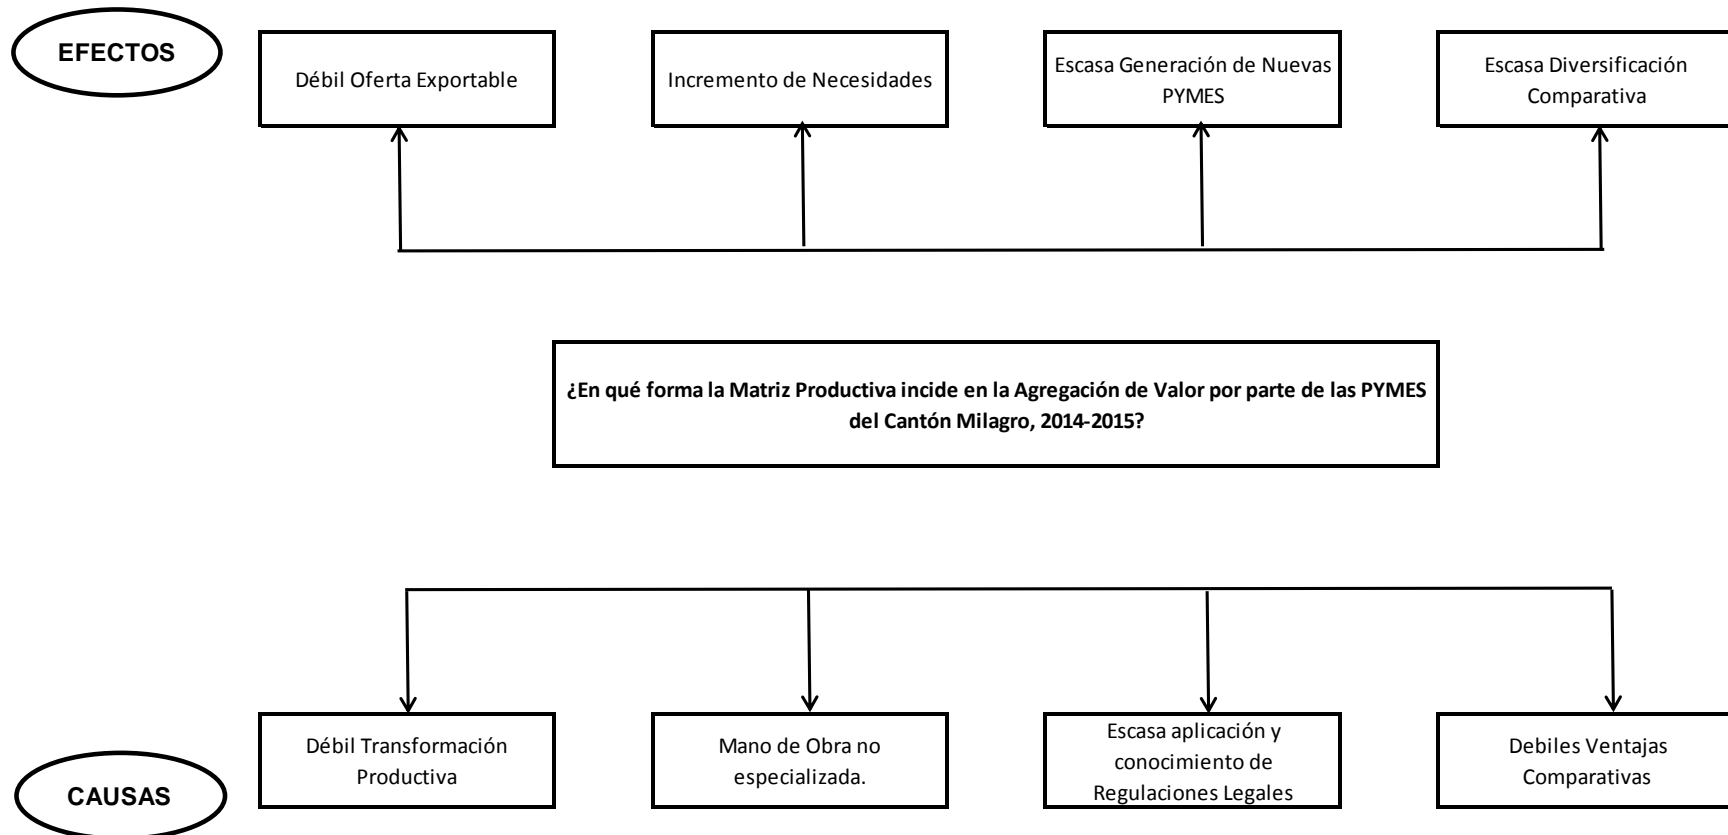 EFECTOS
Débil Oferta Exportable
Incremento de Necesidades
Escasa Generación de Nuevas
PYMES
Escasa Diversificación
Comparativa
¿En qué forma la Matriz Productiva incide en la Agregación de Valor por parte de las PYMES
del Cantón Milagro, 2014-2015?
Débil Transformación
Productiva
Mano de Obra no
especializada.
Escasa aplicación y
conocimiento de
Regulaciones Legales
Debiles Ventajas
Comparativas
CAUSAS